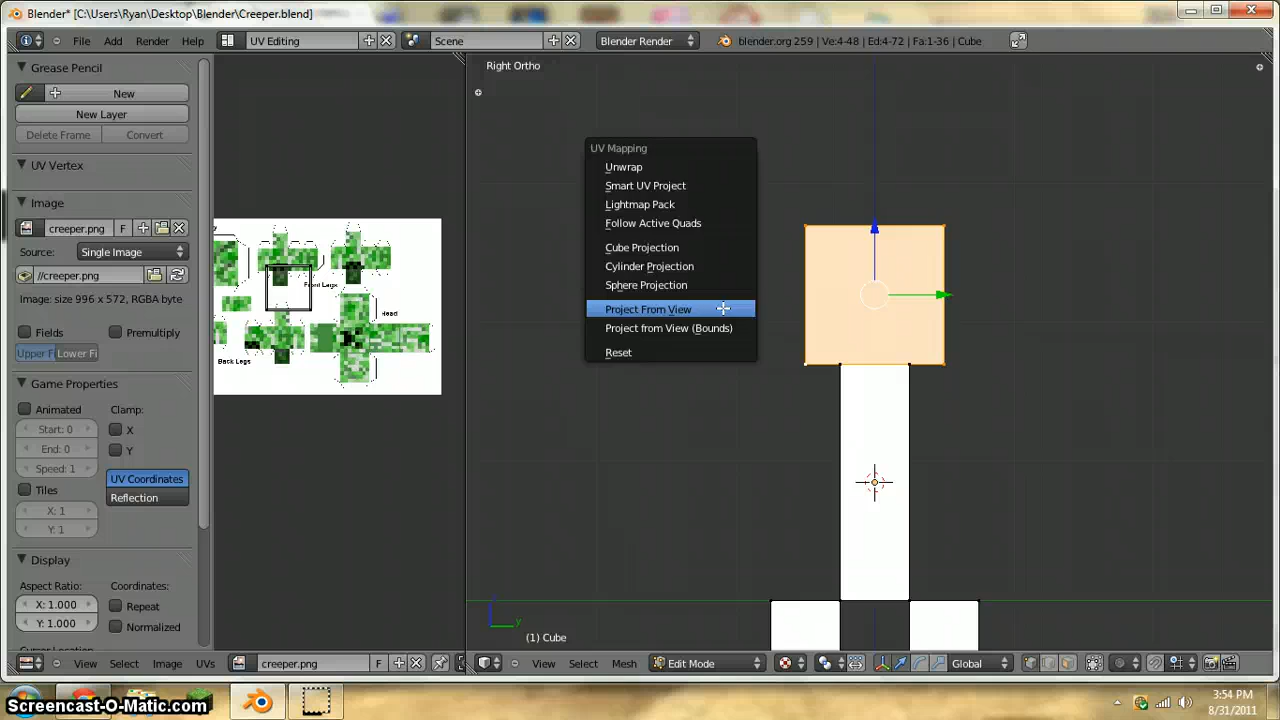 Blender* [C:\Users\Ryan\Desktop\Blender\Creeper.blend]
File Add Render Help UV Editing Scene Blender Render blender.org 259 | Ve:4-48 | Ed:4-72 | Fa:1-36 | Cube
Grease Pencil
New
New Layer
Delete Frame Convert
UV Vertex
Image
creeper.png F
Source: Single Image
//creeper.png
Image: size 996 x 572, RGBA byte
Fields Premultiply
Upper Fi Lower Fi
Game Properties
Animated Clamp:
Start: 0 X
End: 0 Y
Speed: 1 UV Coordinates
Tiles Reflection
X: 1
Y: 1
Display
Aspect Ratio: Coordinates:
X: 1.000 Repeat
Y: 1.000 Normalized
Front Legs
Head
Back Legs
View Select Image UVs creeper.png F
Right Ortho
UV Mapping
Unwrap
Smart UV Project
Lightmap Pack
Follow Active Quads
Cube Projection
Cylinder Projection
Sphere Projection
Project From View
Project from View (Bounds)
Reset
y
(1) Cube
View Select Mesh Edit Mode Global
Screencast-O-Matic.com
3:54 PM
8/31/2011